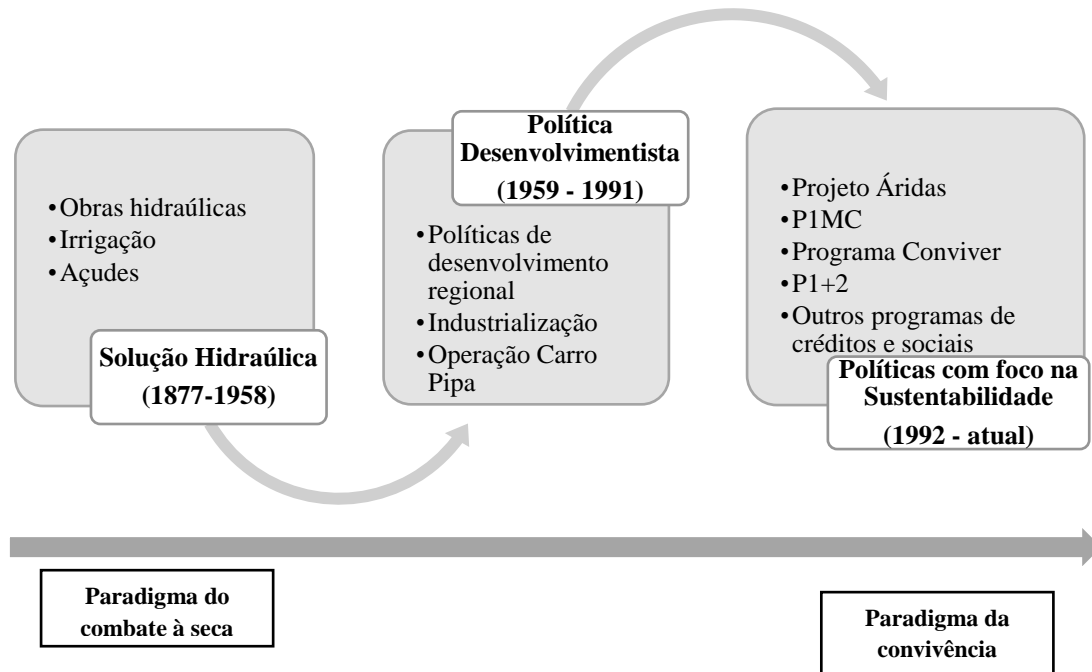 •Obras hidraúlicas
•Irrigação
•Açudes
Solução Hidraúlica
(1877-1958)
Política
Desenvolvimentista
(1959 - 1991)
•Políticas de
desenvolvimento
regional
•Industrialização
•Operação Carro
Pipa
•Projeto Áridas
•P1MC
•Programa Conviver
•P1+2
•Outros programas de
créditos e sociais
Políticas com foco na
Sustentabilidade
(1992 - atual)
Paradigma do
combate à seca
Paradigma da
convivência